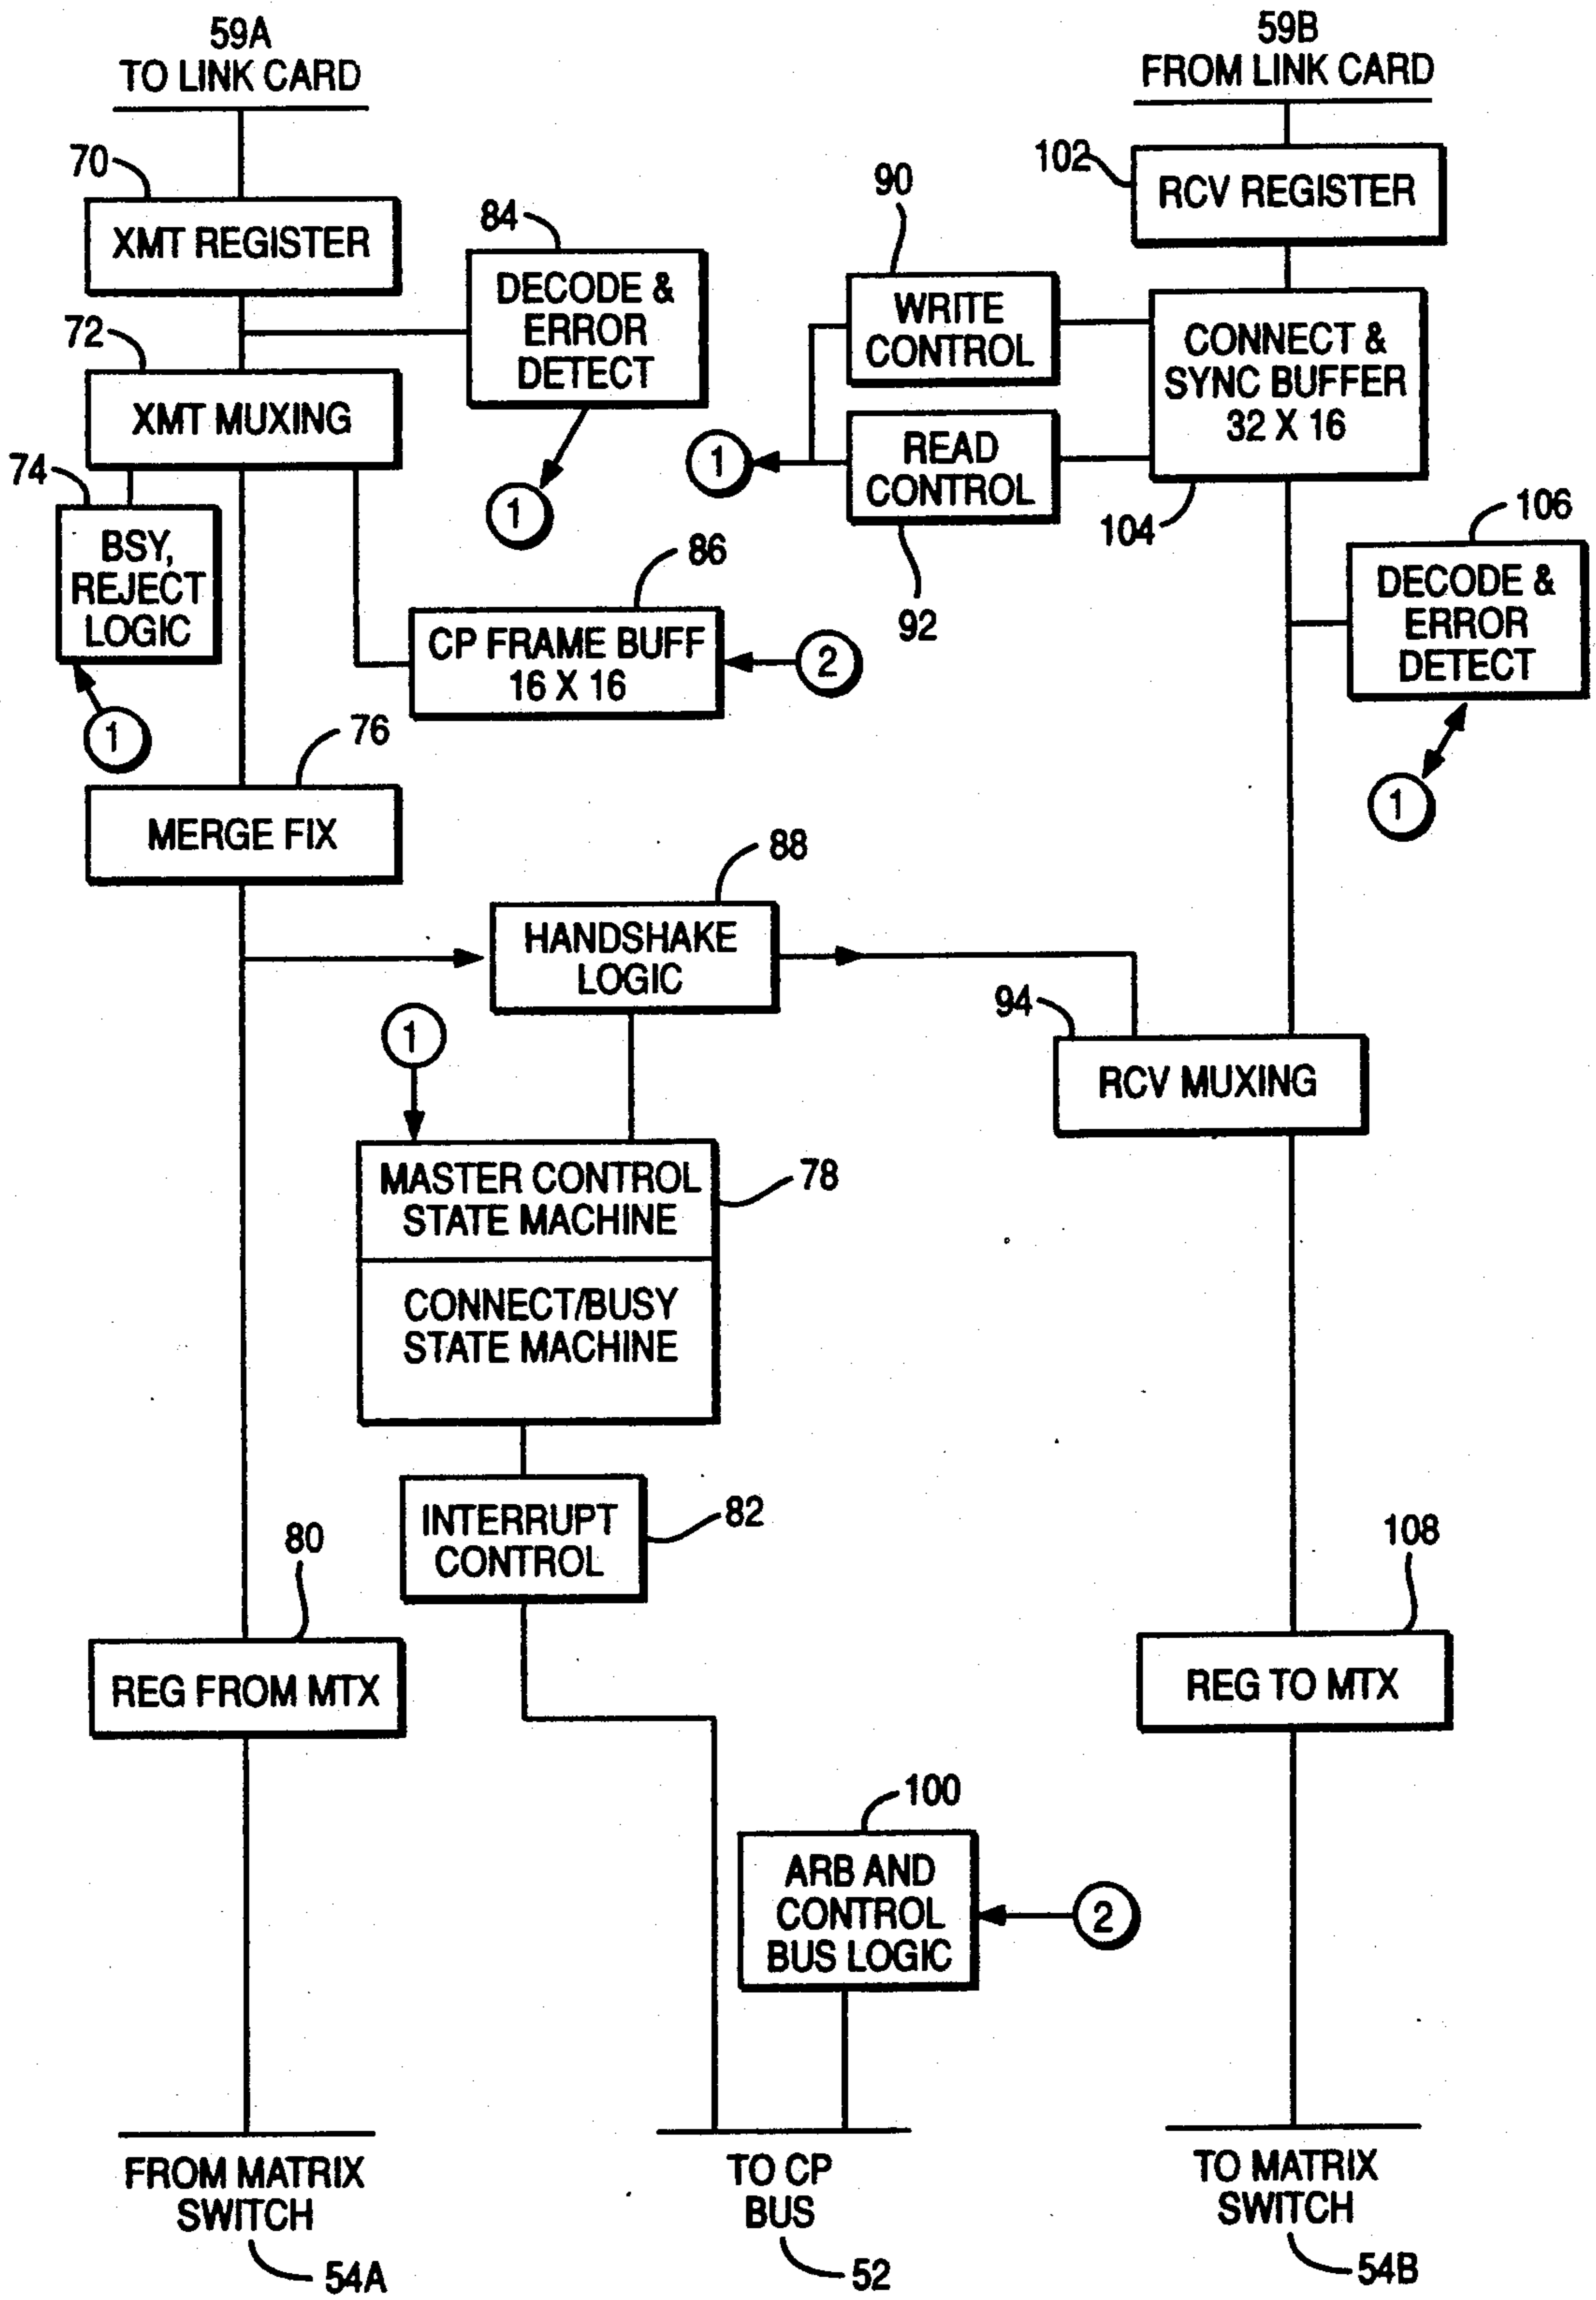 59A
TO LINK CARD
59B
FROM LINK CARD
70
XMT REGISTER
102
RCV REGISTER
84
DECODE &
ERROR
DETECT
1
90
WRITE
CONTROL
72
XMT MUXING
CONNECT &
SYNC BUFFER
32 X 16
104
1
READ
CONTROL
92
74
BSY,
REJECT
LOGIC
1
86
CP FRAME BUFF
16 X 16
2
106
DECODE &
ERROR
DETECT
1
76
MERGE FIX
88
HANDSHAKE
LOGIC
94
RCV MUXING
1
MASTER CONTROL
STATE MACHINE
78
CONNECT/BUSY
STATE MACHINE
INTERRUPT
CONTROL
82
80
REG FROM MTX
108
REG TO MTX
100
ARB AND
CONTROL
BUS LOGIC
2
FROM MATRIX
SWITCH
54A
TO CP
BUS
52
TO MATRIX
SWITCH
54B